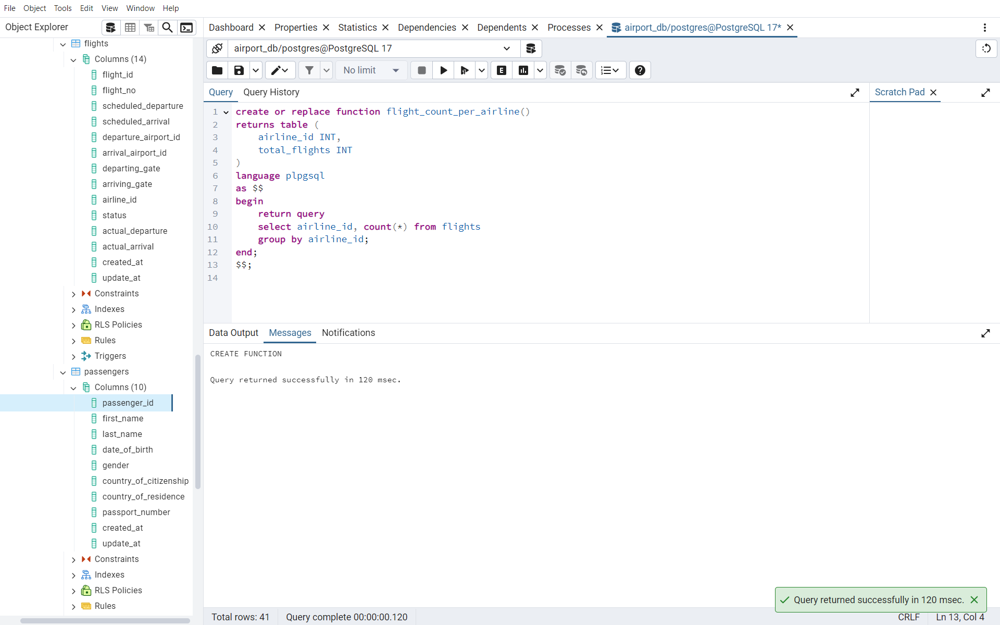 File Object Tools Edit View Window Help
Object Explorer
Dashboard Properties Statistics Dependencies Dependents Processes airport_db/postgres@PostgreSQL 17*
flights
Columns (14)
flight_id
flight_no
scheduled_departure
scheduled_arrival
departure_airport_id
arrival_airport_id
departing_gate
arriving_gate
airline_id
status
actual_departure
actual_arrival
created_at
update_at
Constraints
Indexes
RLS Policies
Rules
Triggers
passengers
Columns (10)
passenger_id
first_name
last_name
date_of_birth
gender
country_of_citizenship
country_of_residence
passport_number
created_at
update_at
Constraints
Indexes
RLS Policies
Rules
airport_db/postgres@PostgreSQL 17
No limit
E
Query Query History
Scratch Pad
1 create or replace function flight_count_per_airline()
2 returns table (
3     airline_id INT,
4     total_flights INT
5 )
6 language plpgsql
7 as $$
8 begin
9     return query
10     select airline_id, count(*) from flights
11     group by airline_id;
12 end;
13 $$;
14
Data Output Messages Notifications
CREATE FUNCTION
Query returned successfully in 120 msec.
Query returned successfully in 120 msec.
Total rows: 41 Query complete 00:00:00.120 CRLF Ln 13, Col 4